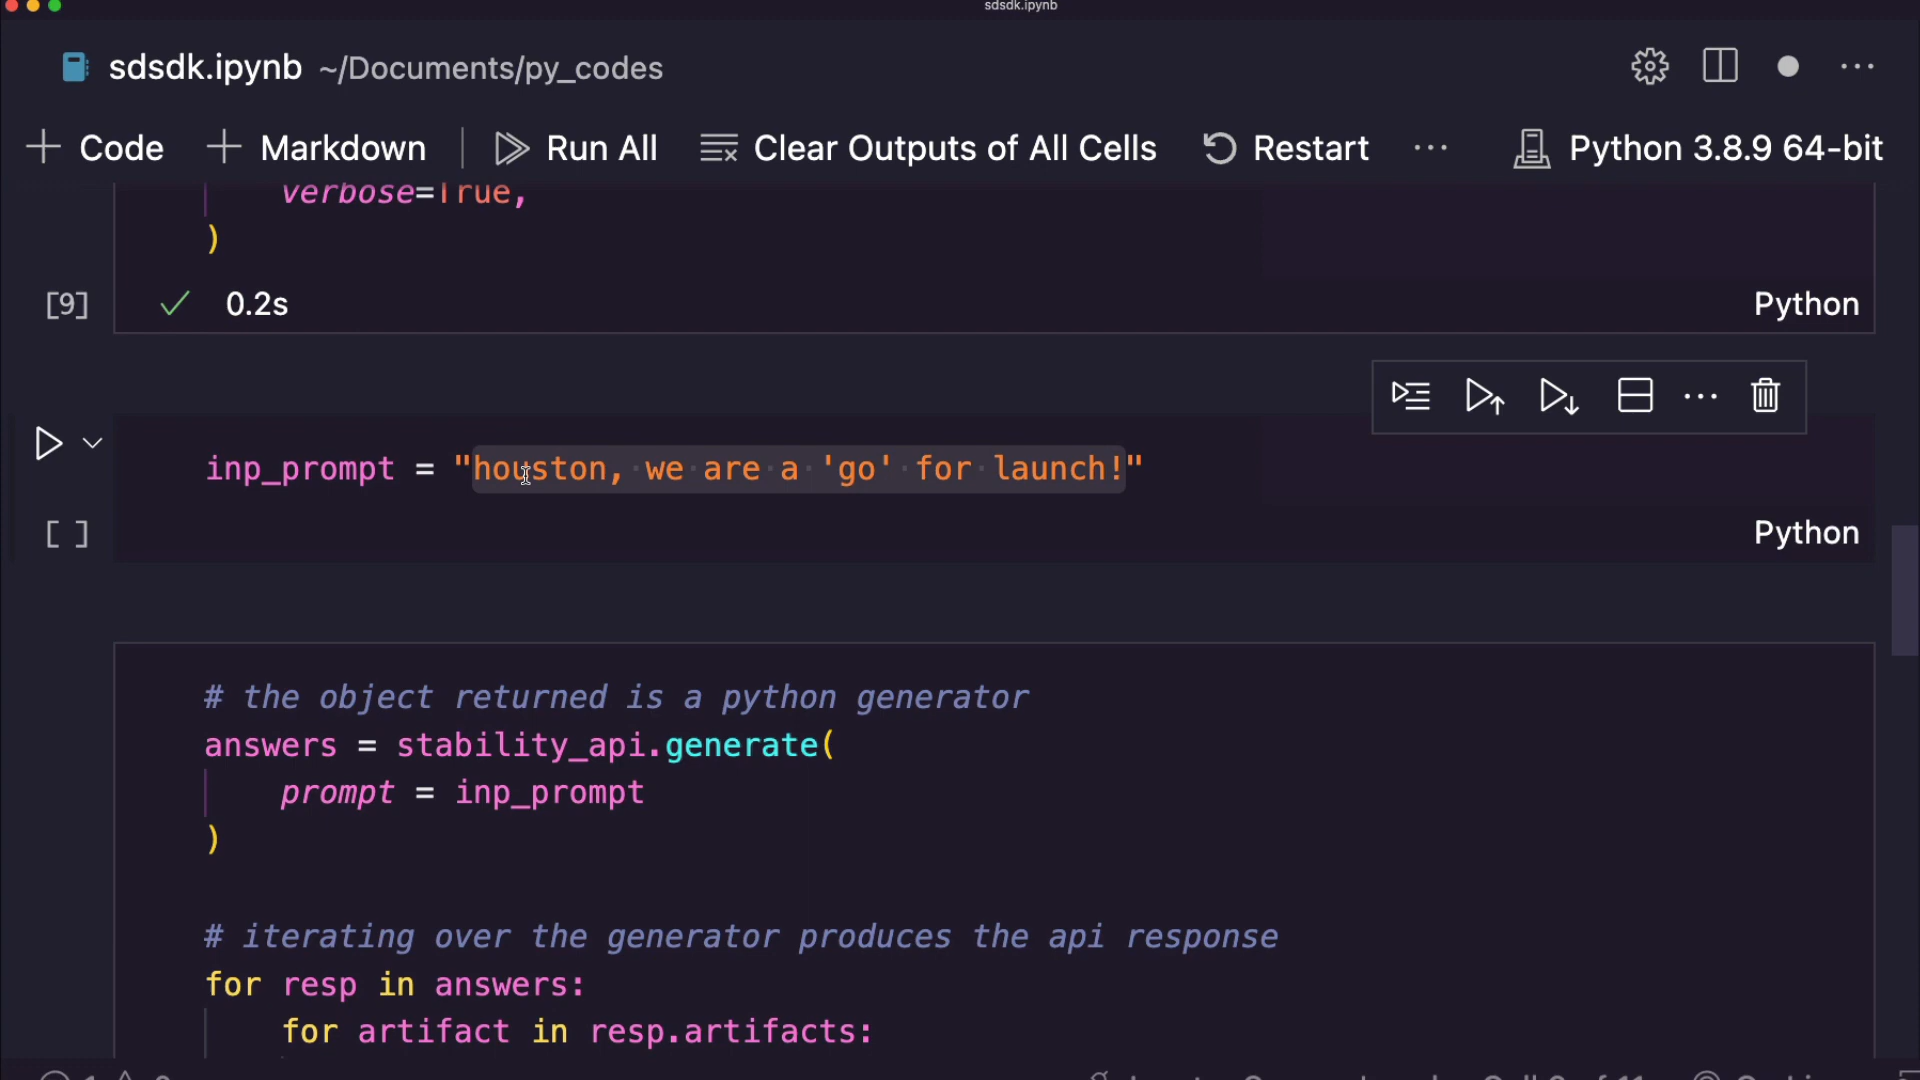 sdsdk.ipynb
sdsdk.ipynb ~/Documents/py_codes
+ Code + Markdown Run All Clear Outputs of All Cells Restart ... Python 3.8.9 64-bit
verbose=True,
)
[9] 0.2s Python
inp_prompt = "houston, we are a 'go' for launch!"
[ ] Python
# the object returned is a python generator
answers = stability_api.generate(
prompt = inp_prompt
)
# iterating over the generator produces the api response
for resp in answers:
for artifact in resp.artifacts: